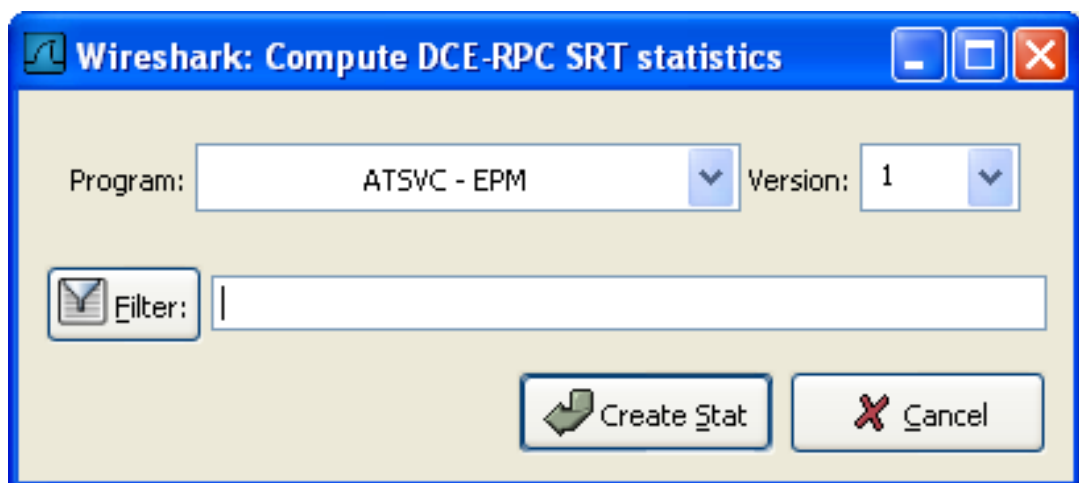 Wireshark: Compute DCE-RPC SRT statistics
Program: ATSVC - EPM Version: 1
Filter:
Create Stat Cancel